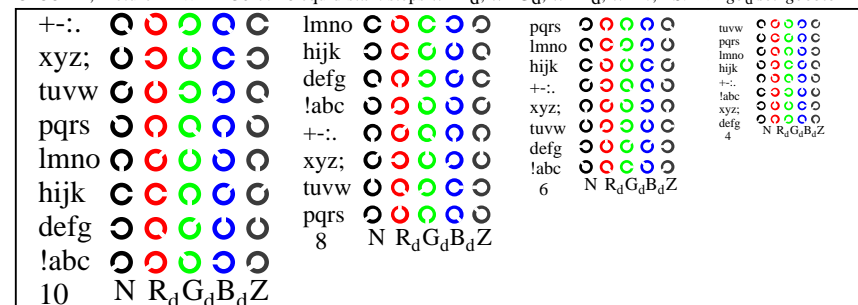 +-:.
xyz;
tuvw
pqrs
lmno
hijk
defg
!abc
10 N RdGdBdZ
lmno
hijk
defg
!abc
+-:.
xyz;
tuvw
pqrs
8 N RdGdBdZ
pqrs
lmno
hijk
+-:.
xyz;
tuvw
defg
!abc
6 N RdGdBdZ
tuvw
pqrs
lmno
hijk
+-:.
!abc
xyz;
defg
4 N RdGdBdZ